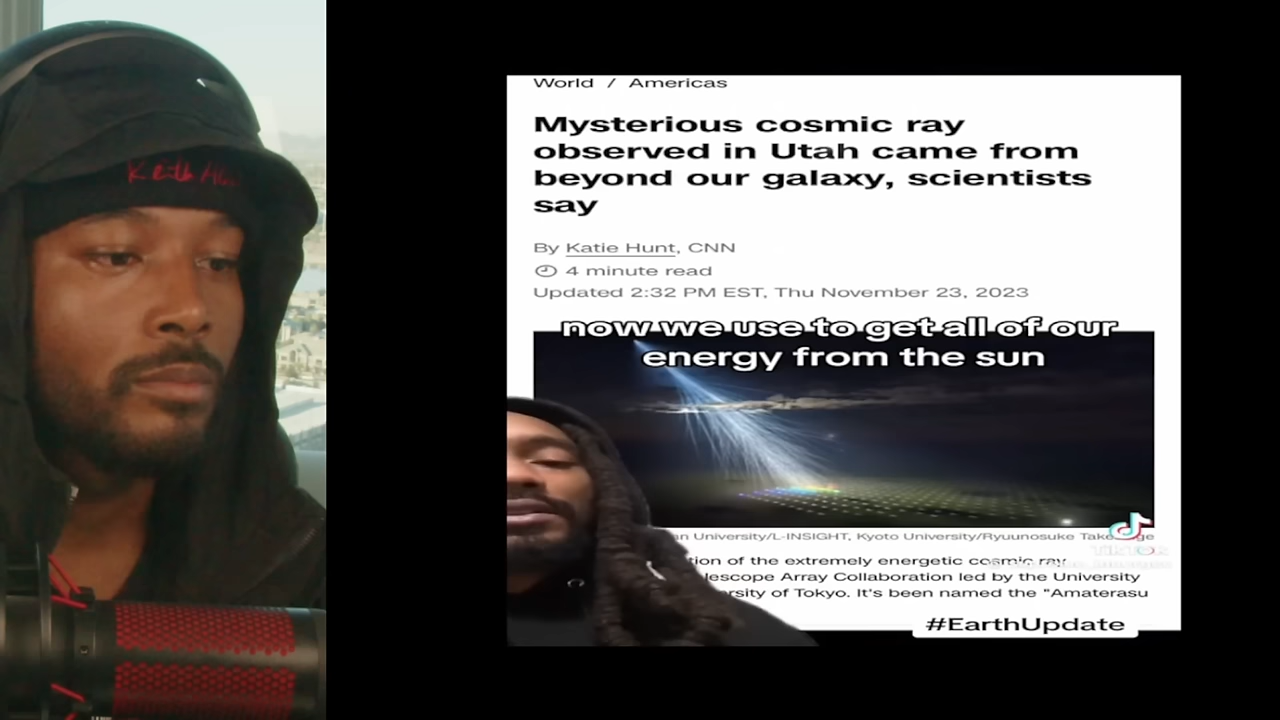 World / Americas
Mysterious cosmic ray
observed in Utah came from
beyond our galaxy, scientists
say
By Katie Hunt, CNN
4 minute read
Updated 2:32 PM EST, Thu November 23, 2023
now we use to get all of our
energy from the sun
University/L-INSIGHT, Kyoto University/Ryuunosuke
of the extremely energetic cosmic ray
Array Collaboration led by the University
of Tokyo. It's been named the "Amaterasu
TikTok
#EarthUpdate